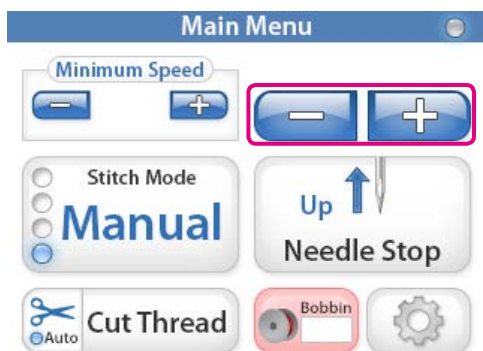 Main Menu
Minimum Speed
Stitch Mode
Manual
Up
Needle Stop
Auto
Cut Thread
Bobbin